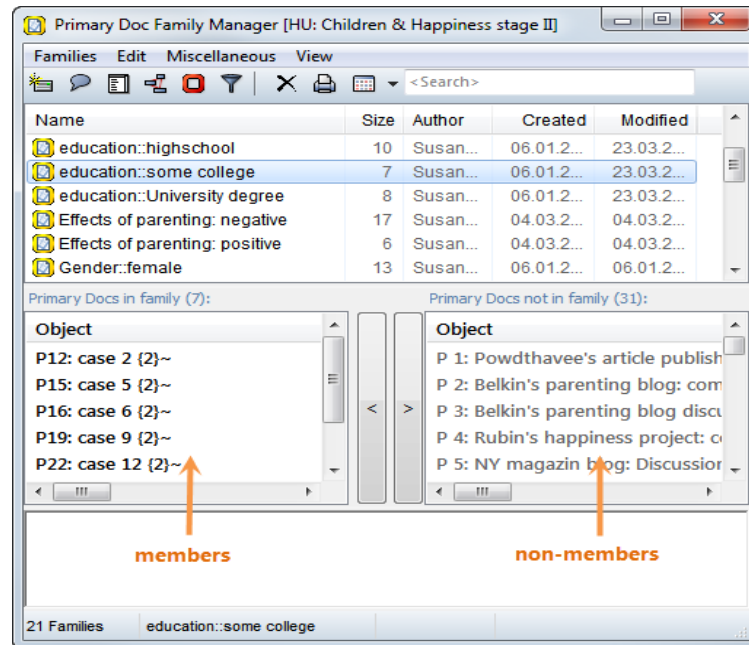 Primary Doc Family Manager [HU: Children & Happiness stage II]
Families Edit Miscellaneous View
<Search>
Name Size Author Created Modified
education::highschool 10 Susan... 06.01.2... 23.03.2...
education::some college 7 Susan... 06.01.2... 23.03.2...
education::University degree 8 Susan... 06.01.2... 23.03.2...
Effects of parenting: negative 17 Susan... 04.03.2... 04.03.2...
Effects of parenting: positive 6 Susan... 04.03.2... 04.03.2...
Gender::female 13 Susan... 06.01.2... 06.01.2...
Primary Docs in family (7): Primary Docs not in family (31):
Object Object
P12: case 2 {2}~ P 1: Powdthavee's article publish
P15: case 5 {2}~ P 2: Belkin's parenting blog: com
P16: case 6 {2}~ < > P 3: Belkin's parenting blog discu
P19: case 9 {2}~ P 4: Rubin's happiness project: c
P22: case 12 {2}~ P 5: NY magazin blog: Discussion
members non-members
21 Families education::some college